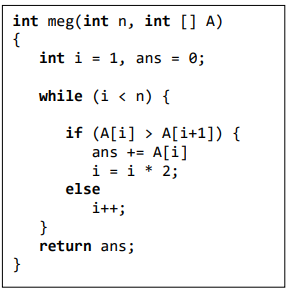 int meg(int n, int [] A)
{
int i = 1, ans = 0;
while (i < n) {
if (A[i] > A[i+1]) {
ans += A[i]
i = i * 2;
else
i++;
}
return ans;
}